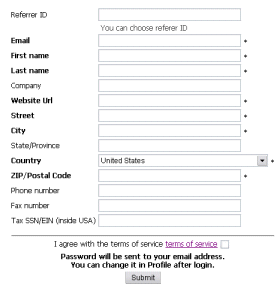 Referrer ID
You can choose referer ID
Email *
First name *
Last name *
Company
Website Url *
Street *
City *
State/Province
Country United States *
ZIP/Postal Code *
Phone number
Fax number
Tax SSN/EIN (inside USA)
I agree with the terms of service terms of service
Password will be sent to your email address.
You can change it in Profile after login.
Submit